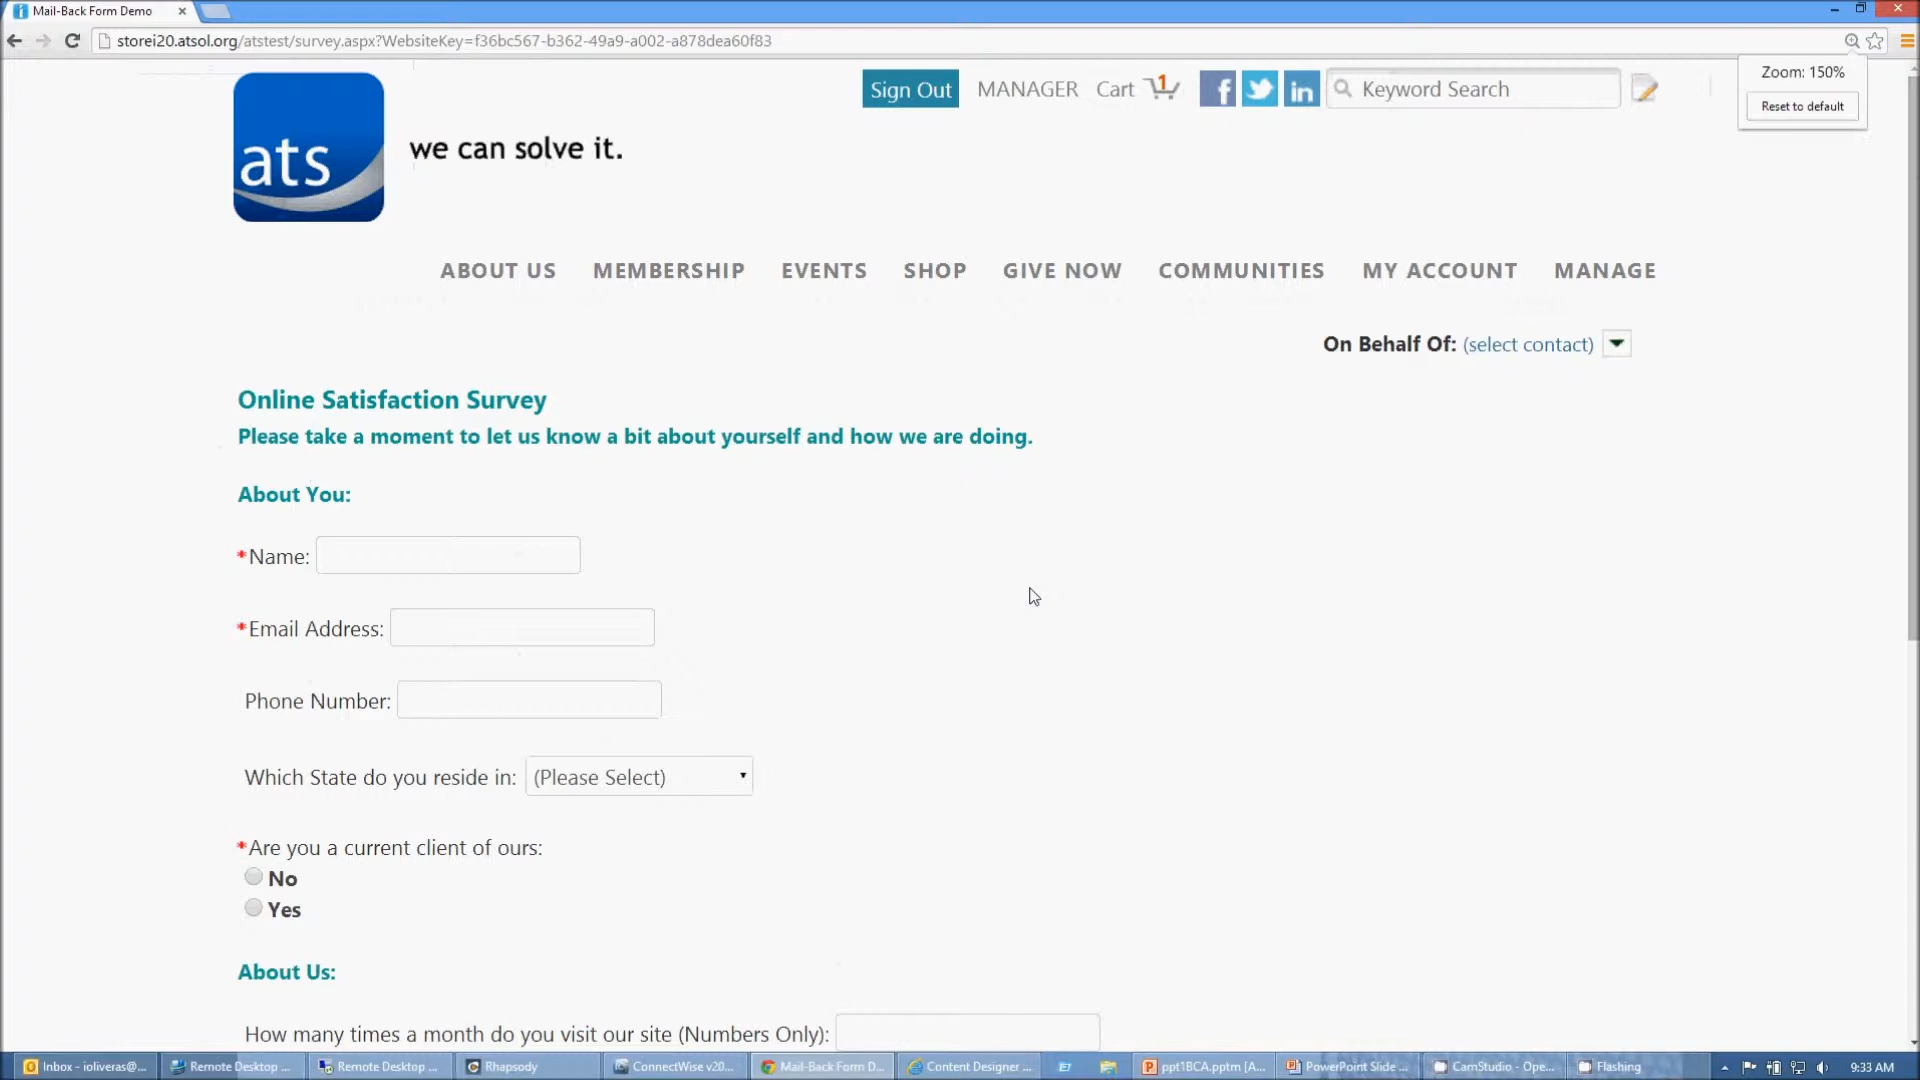 Mail-Back Form Demo
storei20.atsol.org/atstest/survey.aspx?WebsiteKey=f36bc567-b362-49a9-a002-a878dea60f83
Zoom: 150%
Reset to default
Sign Out MANAGER Cart 1 f in Keyword Search
ats
we can solve it.
ABOUT US MEMBERSHIP EVENTS SHOP GIVE NOW COMMUNITIES MY ACCOUNT MANAGE
On Behalf Of: (select contact)
Online Satisfaction Survey
Please take a moment to let us know a bit about yourself and how we are doing.
About You:
*Name:
*Email Address:
Phone Number:
Which State do you reside in: (Please Select)
*Are you a current client of ours:
No
Yes
About Us:
How many times a month do you visit our site (Numbers Only):
Inbox - ioliveras@... Remote Desktop ... Remote Desktop ... Rhapsody ConnectWise v20... Mail-Back Form D... Content Designer ... ppt1BCA.pptm [A... PowerPoint Slide ... CamStudio - Ope... Flashing 9:33 AM